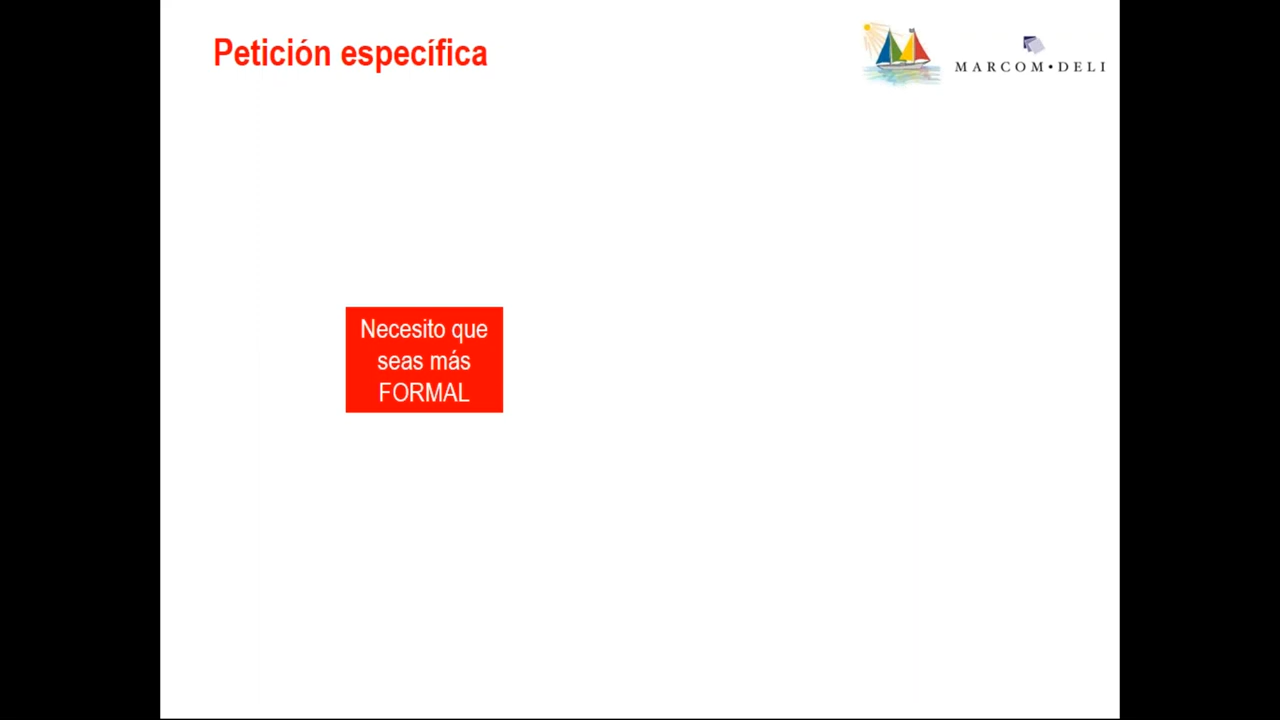 Petición específica
MARCOM•DELI
Necesito que
seas más
FORMAL